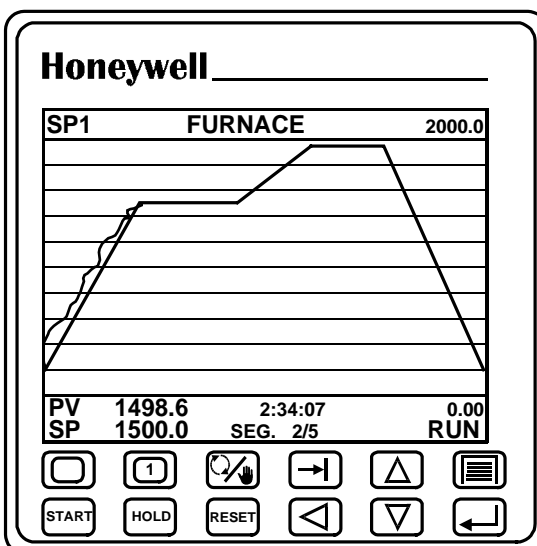 Honeywell
SP1 FURNACE 2000.0
PV 1498.6 2:34:07 0.00
SP 1500.0 SEG. 2/5 RUN
1
START HOLD RESET